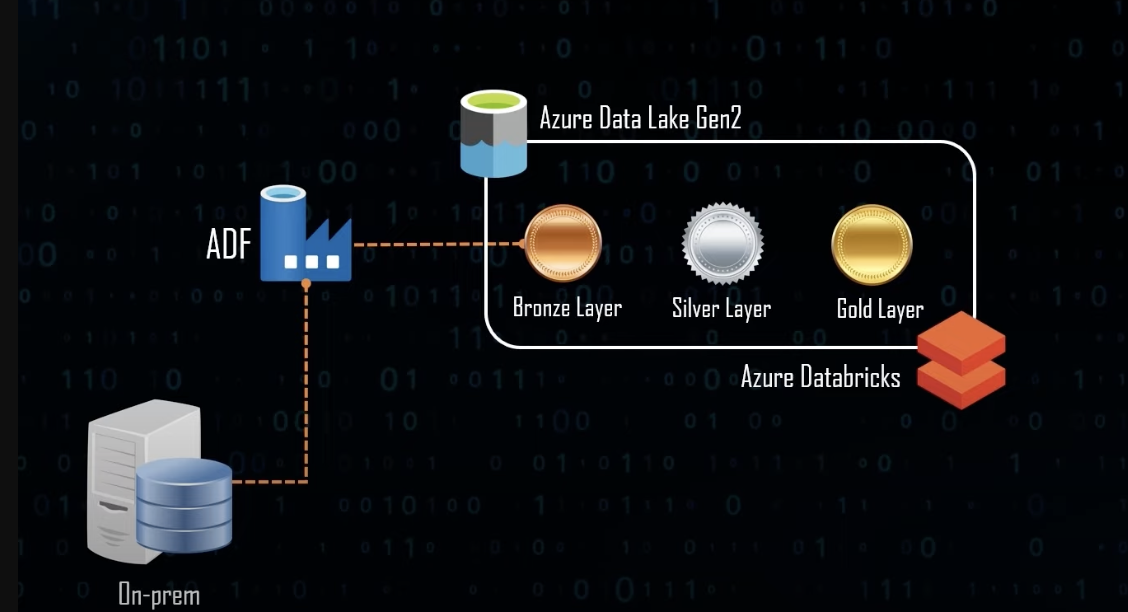 Azure Data Lake Gen2
ADF
Bronze Layer
Silver Layer
Gold Layer
Azure Databricks
On-prem